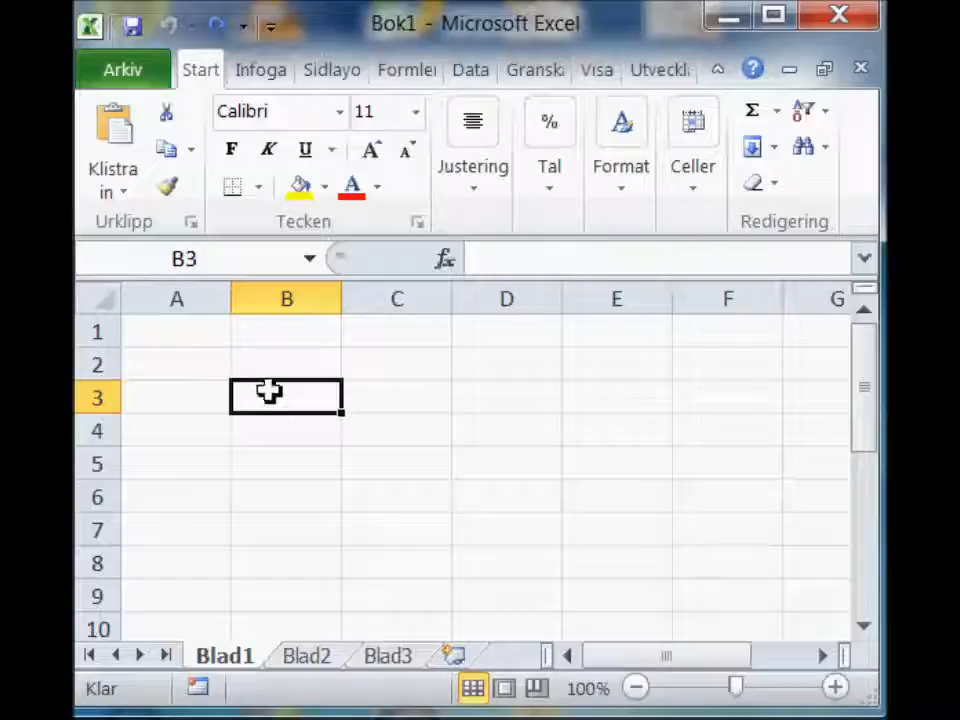 Bok1 - Microsoft Excel
Arkiv Start Infoga Sidlayo Formler Data Granska Visa Utveckl
Calibri 11
Klistra in
F K U A A
A
Justering
% Tal
Format
Celler
Σ
Urklipp Tecken Redigering
B3 fx
A B C D E F G
1
2
3
4
5
6
7
8
9
10
Blad1 Blad2 Blad3
Klar 100%